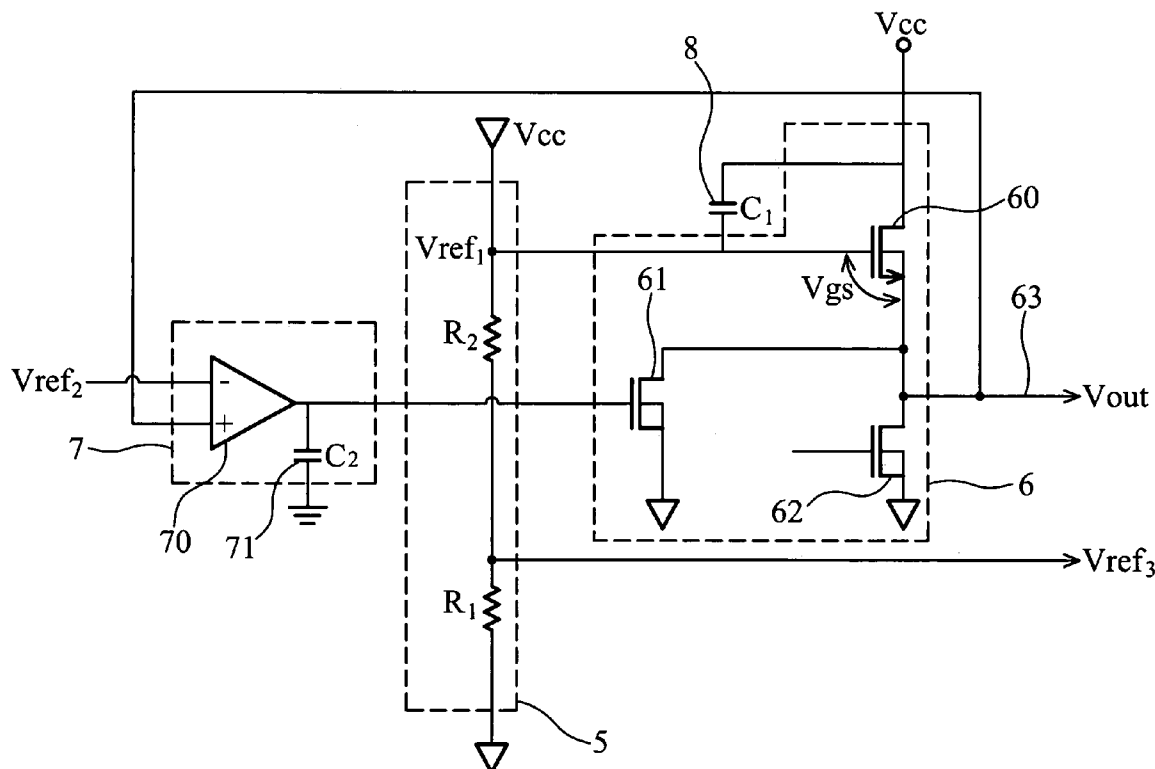 Vcc
8
Vcc
C₁
60
Vref₁
61
Vgs
63
R₂
Vref₂
-
+
Vout
7
C₂
70
71
62
6
Vref₃
R₁
5